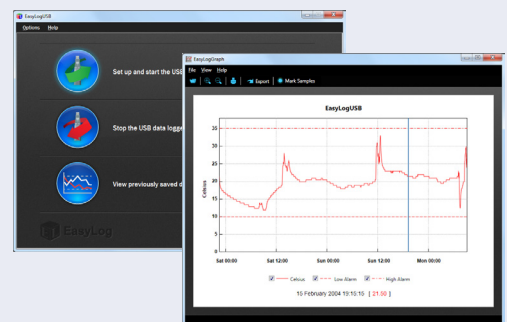 EasyLogUSB
Options Help
Set up and start the USB
Stop the USB data logge
View previously saved d
EasyLog
EasyLogGraph
File View Help
Export Mark Samples
EasyLogUSB
Celsius
35
30
25
20
15
10
5
0
Sat 00:00 Sat 12:00 Sun 00:00 Sun 12:00 Mon 00:00
Celsius Low Alarm High Alarm
15 February 2004 19:15:15 [ 21.50 ]